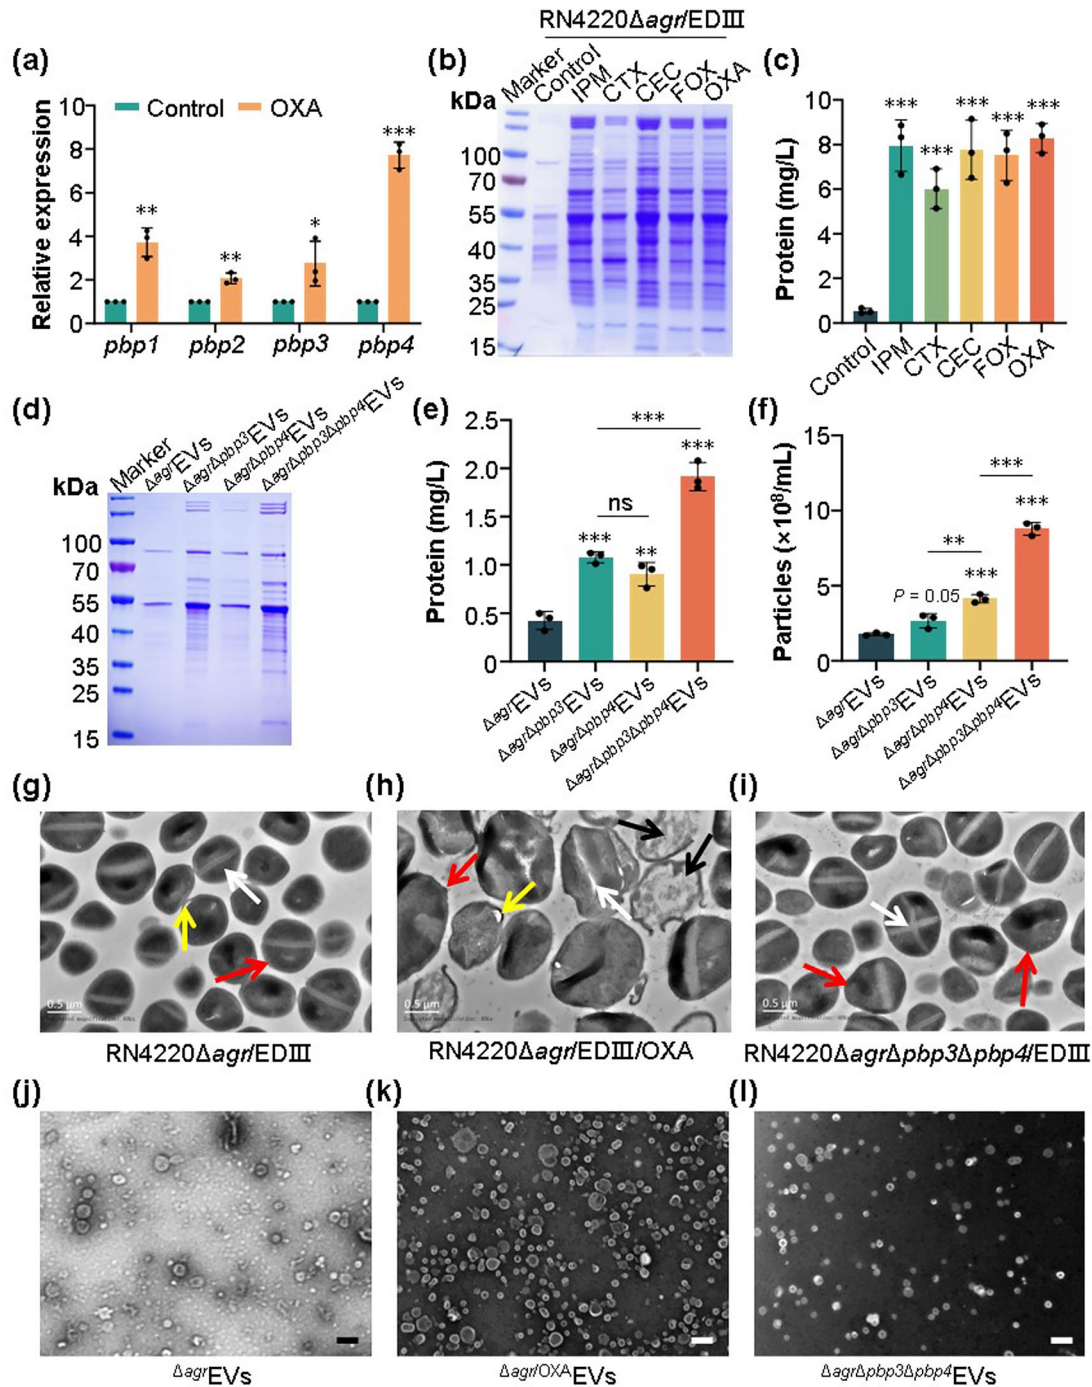 (a)
Control OXA
Relative expression
10
8
6
4
2
0
**
**
*
***
pbp1 pbp2 pbp3 pbp4
(b)
RN4220Δagr/EDⅢ
kDa
Marker
Control
IPM
CTX
CEC
FOX
OXA
100
70
55
40
35
25
15
(c)
Protein (mg/L)
10
8
6
4
2
0
***
***
***
***
***
Control
IPM
CTX
CEC
FOX
OXA
(d)
kDa
Marker
ΔagrEVs
ΔagrΔpbp3EVs
ΔagrΔpbp4EVs
ΔagrΔpbp3Δpbp4EVs
100
70
55
40
35
25
15
(e)
Protein (mg/L)
2.5
2.0
1.5
1.0
0.5
0
***
ns
***
**
***
ΔagrEVs
ΔagrΔpbp3EVs
ΔagrΔpbp4EVs
ΔagrΔpbp3Δpbp4EVs
(f)
Particles (×10⁸/mL)
15
10
5
0
***
**
P = 0.05
***
***
ΔagrEVs
ΔagrΔpbp3EVs
ΔagrΔpbp4EVs
ΔagrΔpbp3Δpbp4EVs
(g)
0.5 μm
RN4220Δagr/EDⅢ
(h)
0.5 μm
RN4220Δagr/EDⅢ/OXA
(i)
0.5 μm
RN4220ΔagrΔpbp3Δpbp4/EDⅢ
(j)
ΔagrEVs
(k)
Δagr/OXAEVs
(l)
ΔagrΔpbp3Δpbp4EVs